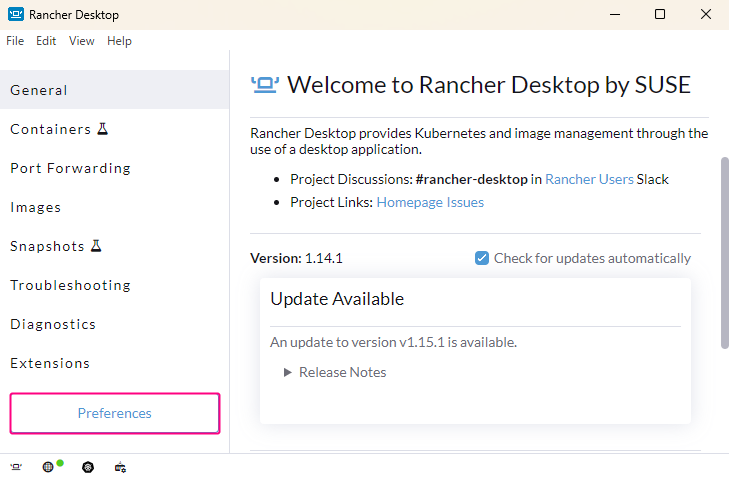 Rancher Desktop
File Edit View Help
General
Containers
Port Forwarding
Images
Snapshots
Troubleshooting
Diagnostics
Extensions
Preferences
Welcome to Rancher Desktop by SUSE
Rancher Desktop provides Kubernetes and image management through the
use of a desktop application.
• Project Discussions: #rancher-desktop in Rancher Users Slack
• Project Links: Homepage Issues
Version: 1.14.1
Check for updates automatically
Update Available
An update to version v1.15.1 is available.
Release Notes